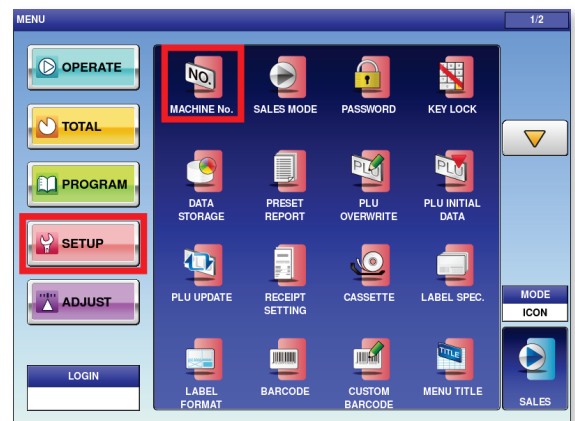 MENU
1/2
OPERATE
TOTAL
PROGRAM
SETUP
ADJUST
LOGIN
NO.
MACHINE No.
SALES MODE
PASSWORD
KEY LOCK
DATA
STORAGE
PRESET
REPORT
PLU
PLU
OVERWRITE
PLU
PLU INITIAL
DATA
PLU UPDATE
RECEIPT
SETTING
CASSETTE
LABEL SPEC.
LABEL
FORMAT
BARCODE
CUSTOM
BARCODE
TITLE
MENU TITLE
MODE
ICON
SALES